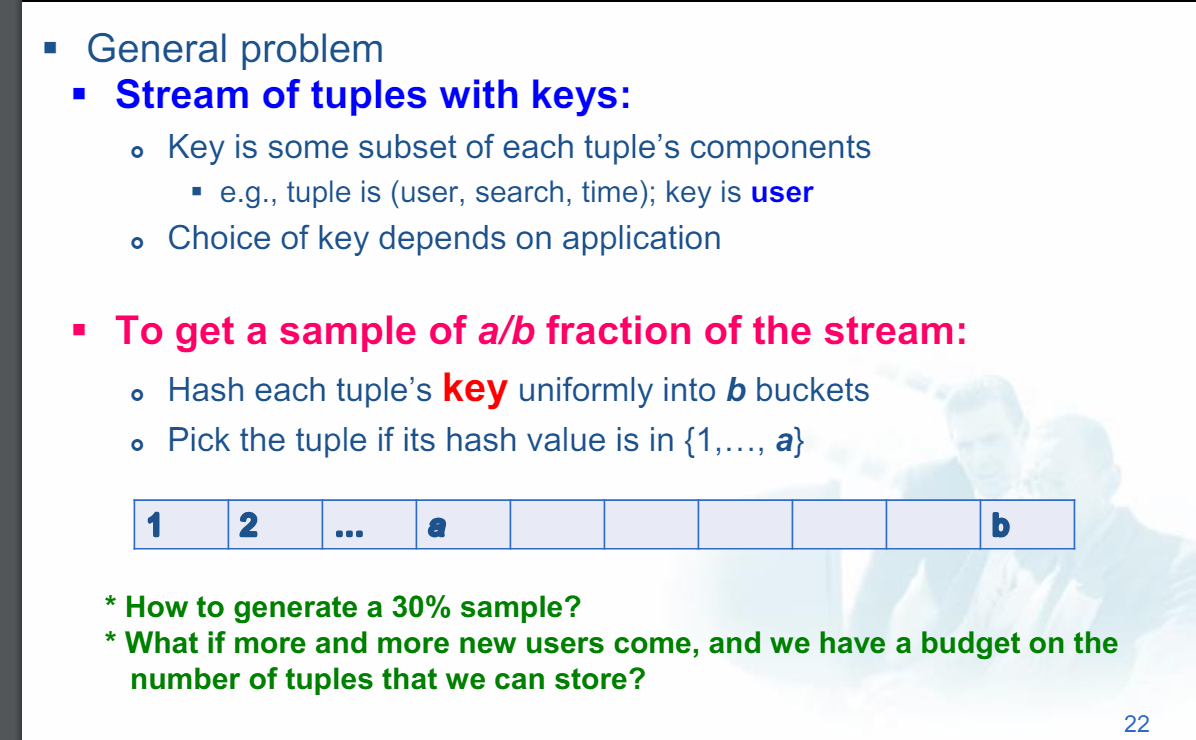 General problem
Stream of tuples with keys:
Key is some subset of each tuple’s components
e.g., tuple is (user, search, time); key is user
Choice of key depends on application
To get a sample of a/b fraction of the stream:
Hash each tuple’s key uniformly into b buckets
Pick the tuple if its hash value is in {1,…, a}
1 2 … a b
* How to generate a 30% sample?
* What if more and more new users come, and we have a budget on the
number of tuples that we can store?
22